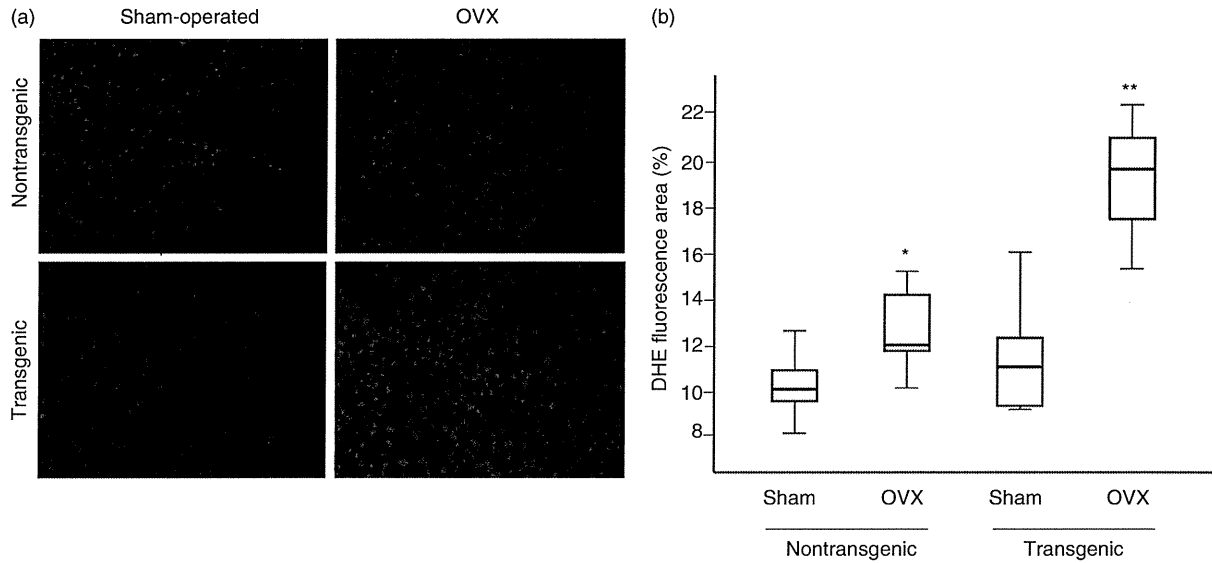 (a)
Sham-operated
OVX
Nontransgenic
Transgenic
(b)
DHE fluorescence area (%)
22
20
18
16
14
12
10
8
*
**
Sham
OVX
Sham
OVX
Nontransgenic
Transgenic